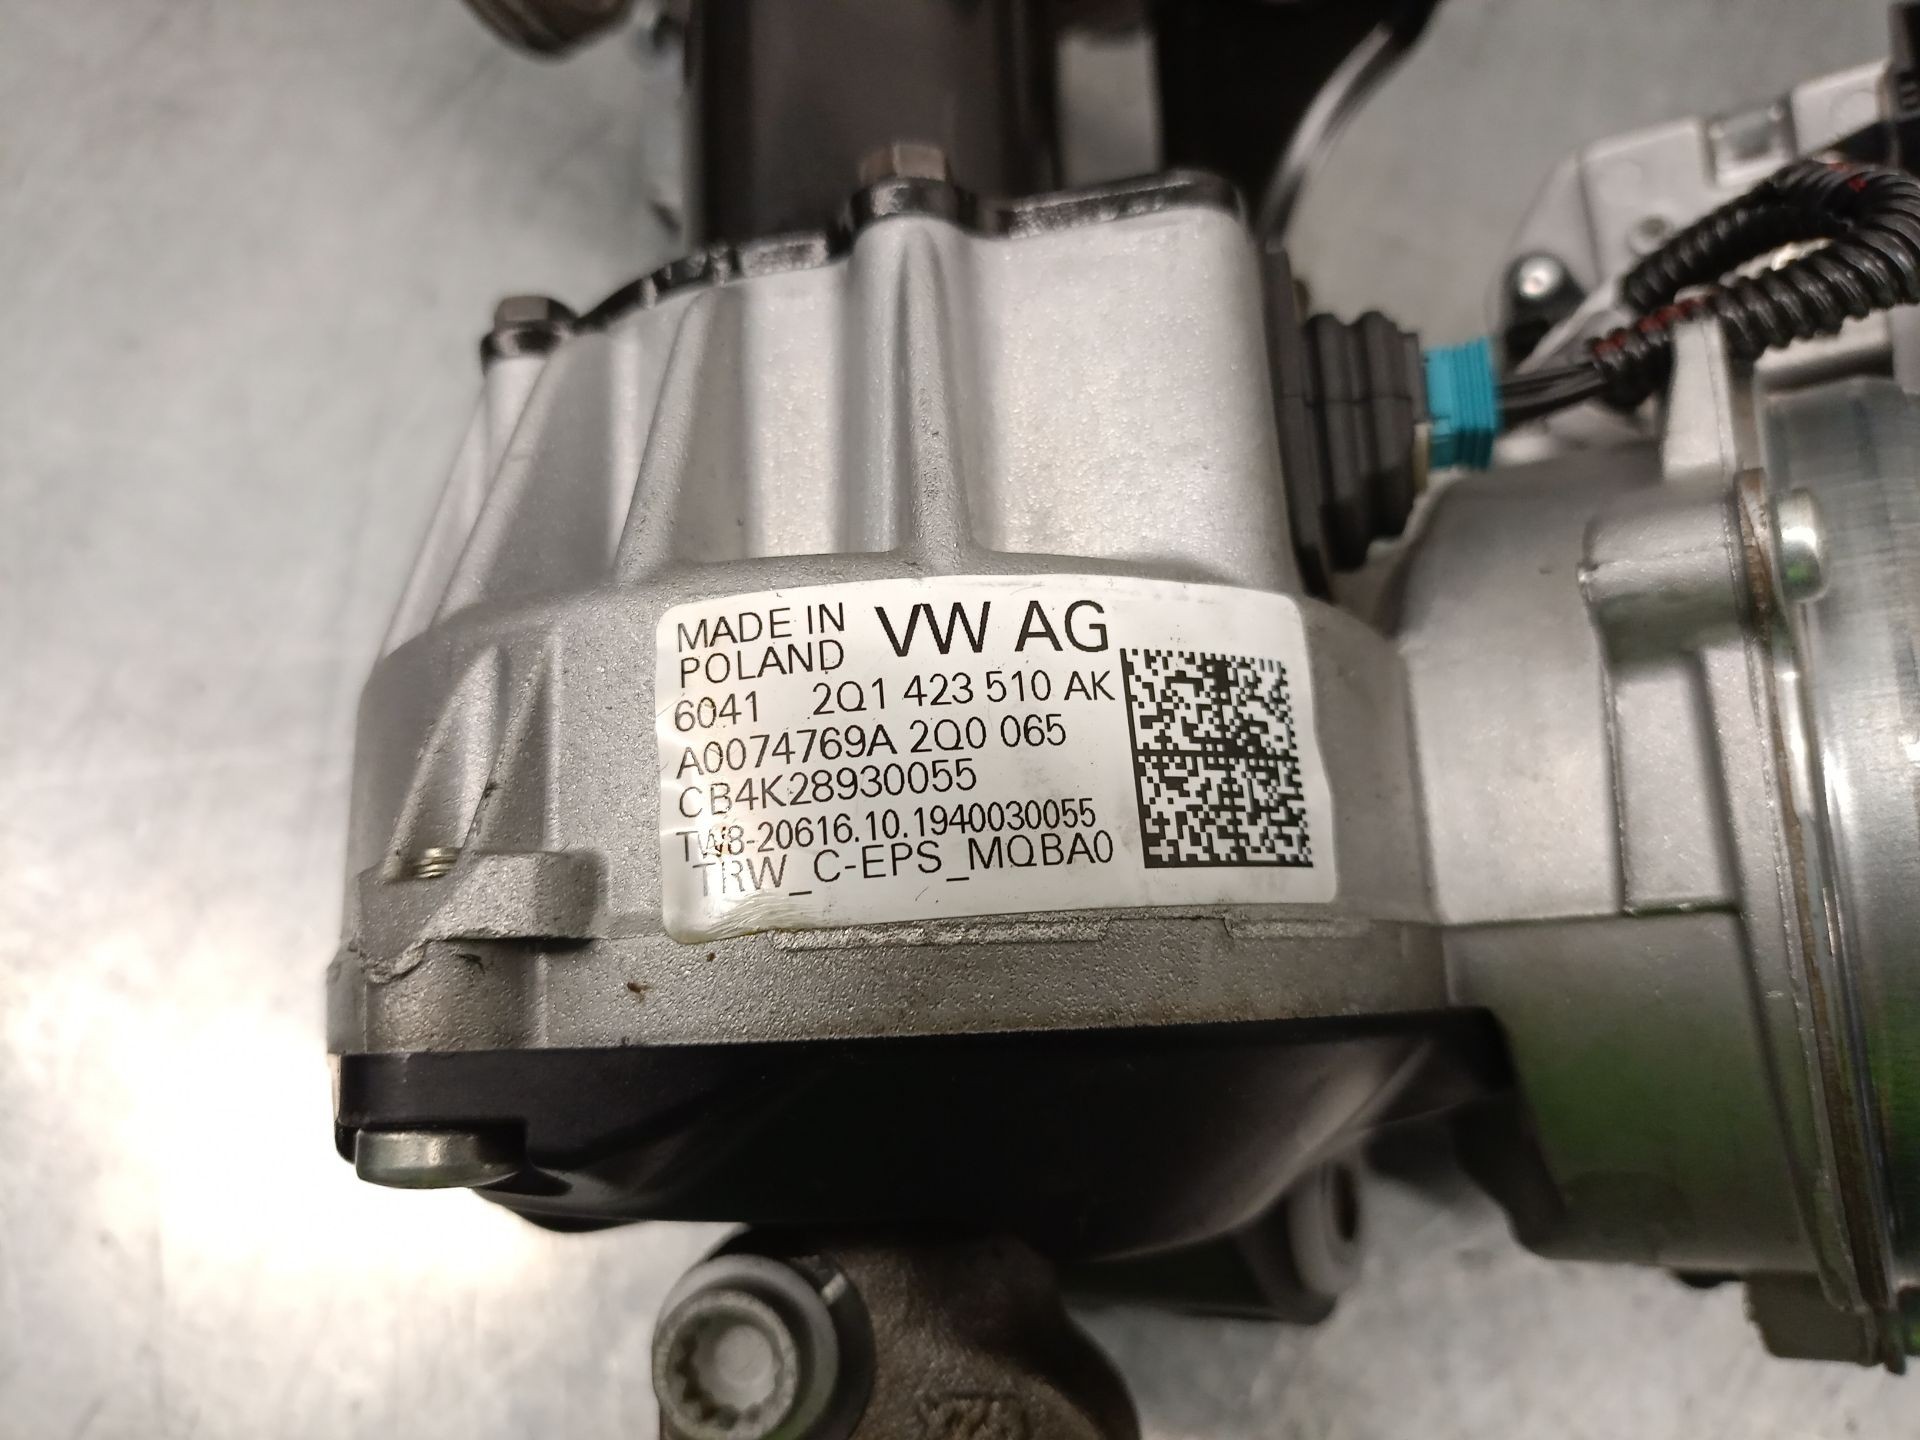 MADE IN VW AG
POLAND
6041 2Q1 423 510 AK
A0074769A 2Q0 065
CB4K28930055
TW8-20616.10.1940030055
TRW_C-EPS_MQBA0